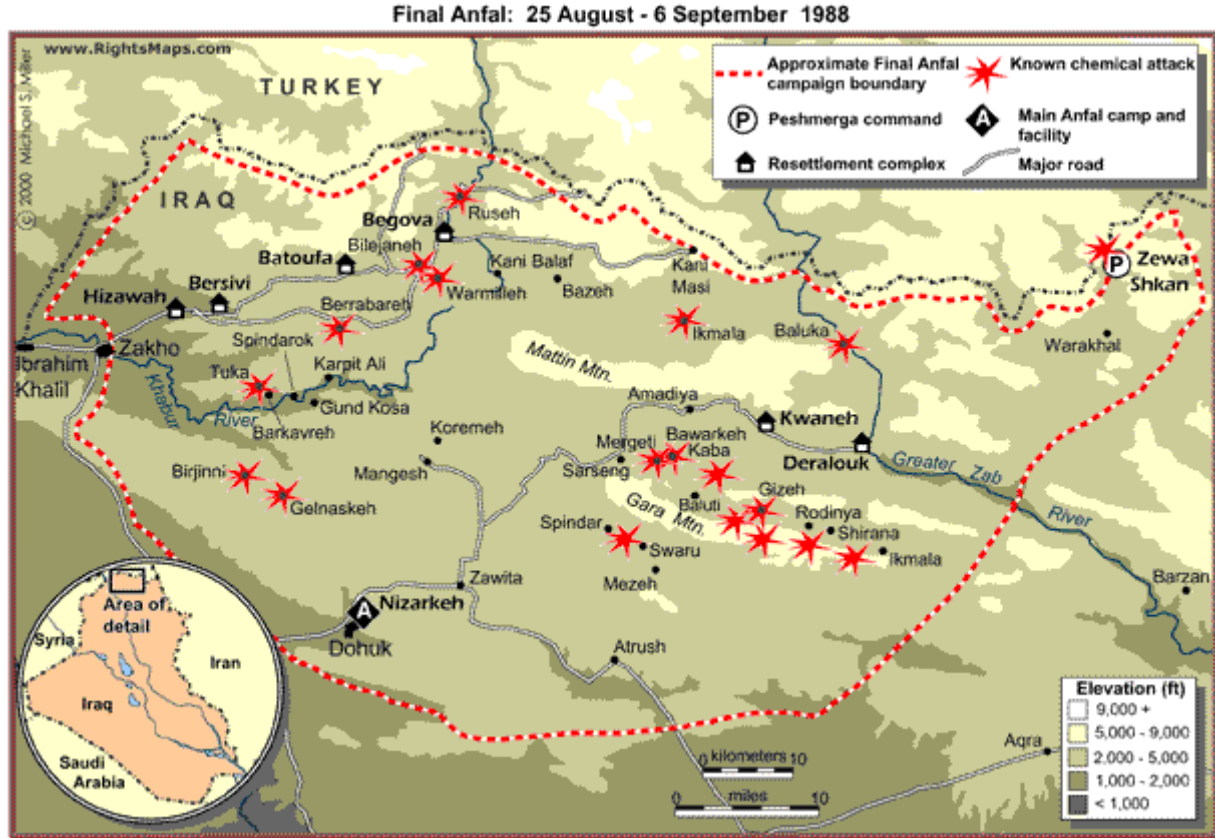 Final Anfal: 25 August - 6 September 1988
www.RightsMaps.com
© 2000 Michael S. Miller
Approximate Final Anfal
campaign boundary
Known chemical attack
Peshmerga command
P
Main Anfal camp and
facility
A
Resettlement complex
Major road
TURKEY
IRAQ
Ruseh
Begova
Bilejaneh
Batoufa
Kani Balaf
Kani
Masi
P
Zewa
Shkan
Bersivi
Warmileh
Bazeh
Hizawah
Berrabareh
Ikmala
Baluka
Warakhal
Spindarok
Zakho
Ibrahim
Khalil
Karpit Ali
Mattin Mtn.
Tuka
Khabur
River
Gund Kosa
Barkavreh
Amadiya
Kwaneh
Koremeh
Mergeti
Bawarkeh
Kaba
Sarseng
Deralouk
Birjinni
Mangesh
Greater Zab
River
Gelnaskeh
Baluti
Gizeh
Gara Mtn.
Spindar
Rodinya
Shirana
Swaru
Ikmala
Mezeh
Zawita
Barzan
A
Nizarkeh
Dohuk
Atrush
Aqra
Area of
detail
Syria
Iran
Iraq
Saudi
Arabia
0 kilometers 10
0 miles 10
Elevation (ft)
9,000 +
5,000 - 9,000
2,000 - 5,000
1,000 - 2,000
< 1,000